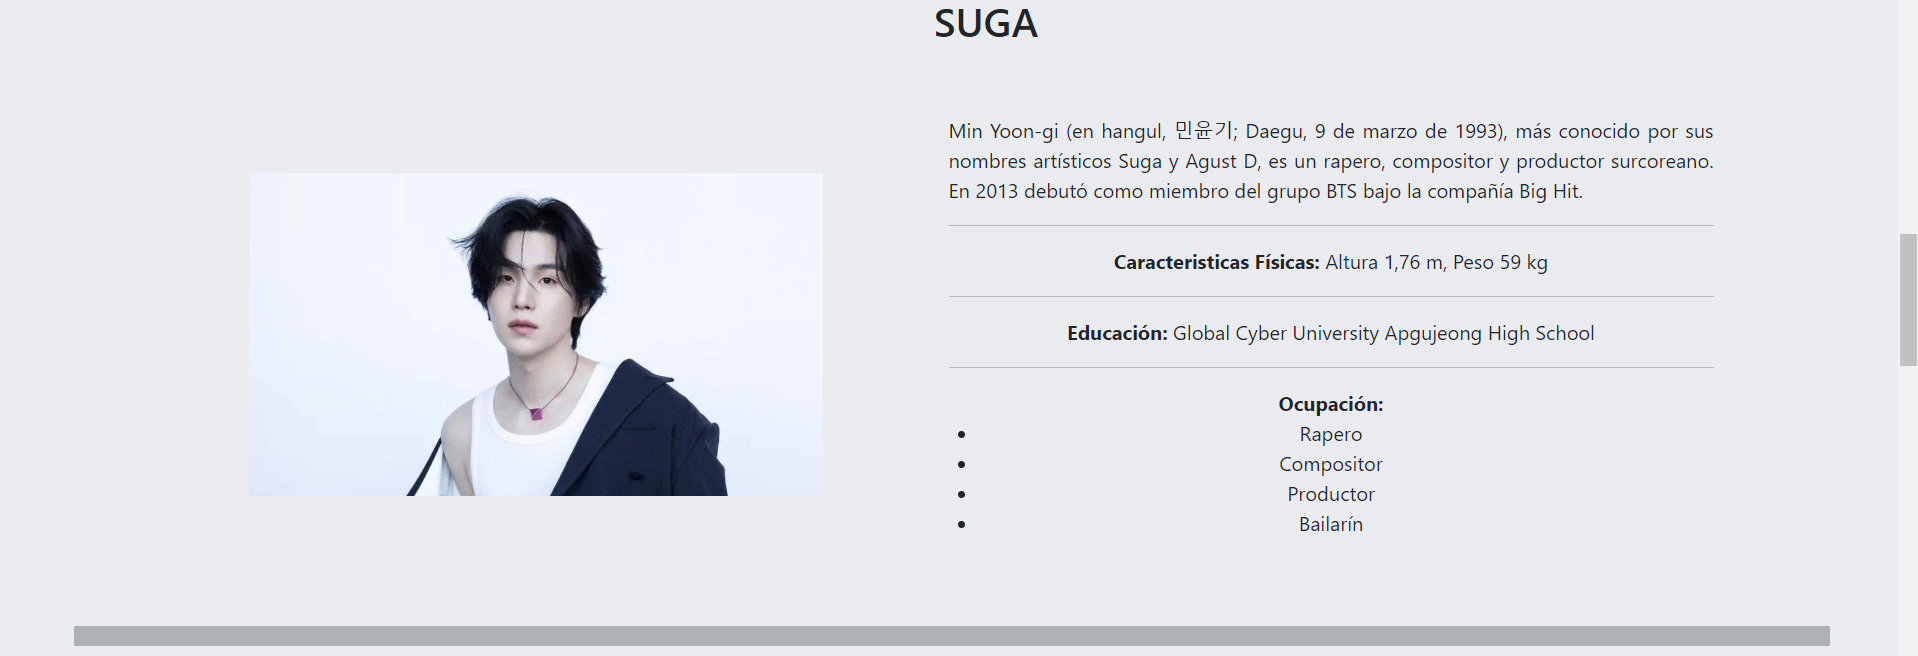 SUGA
Min Yoon-gi (en hangul, 민윤기; Daegu, 9 de marzo de 1993), más conocido por sus
nombres artísticos Suga y Agust D, es un rapero, compositor y productor surcoreano.
En 2013 debutó como miembro del grupo BTS bajo la compañía Big Hit.
Caracteristicas Físicas: Altura 1,76 m, Peso 59 kg
Educación: Global Cyber University Apgujeong High School
Ocupación:
• Rapero
• Compositor
• Productor
• Bailarín